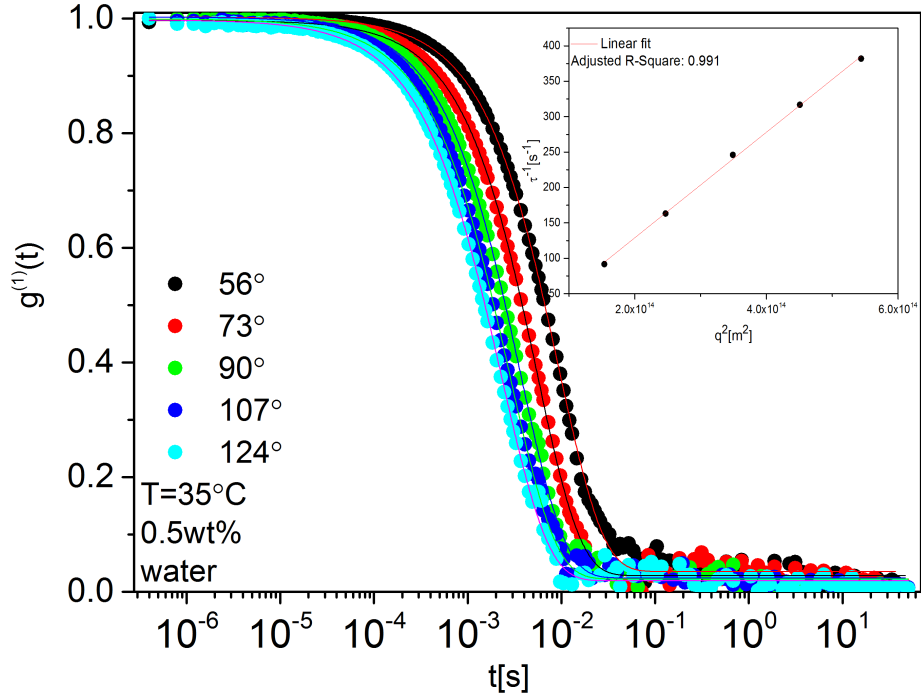 1.0
0.8
0.6
0.4
0.2
0.0
g⁽¹⁾(t)
56°
73°
90°
107°
124°
T=35°C
0.5wt%
water
10⁻⁶ 10⁻⁵ 10⁻⁴ 10⁻³ 10⁻² 10⁻¹ 10⁰ 10¹
t[s]
Linear fit
Adjusted R-Square: 0.991
400
350
300
250
200
150
100
50
τ⁻¹[s⁻¹]
2.0x10¹⁴ 4.0x10¹⁴ 6.0x10¹⁴
q²[m²]